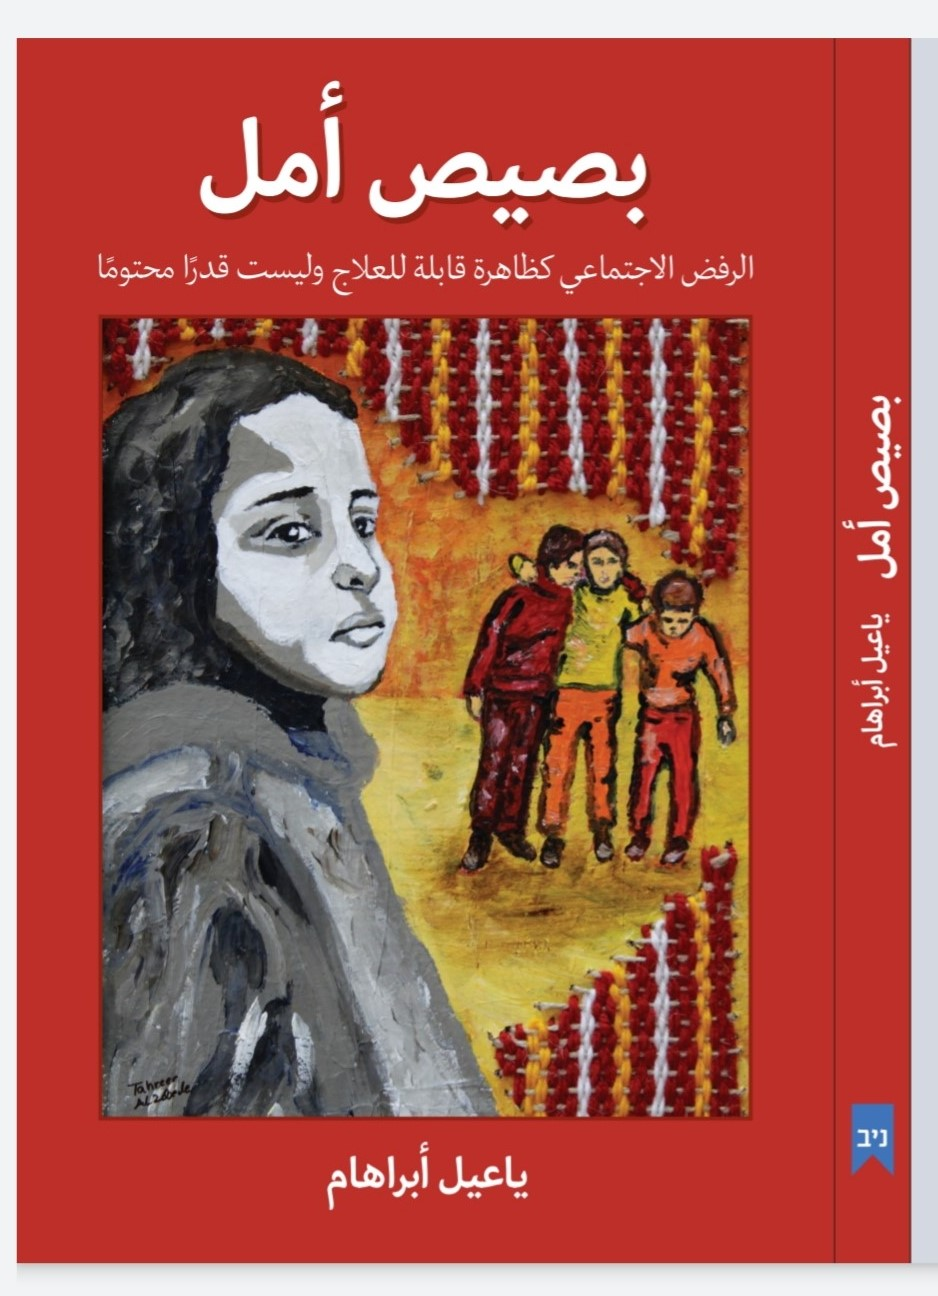 بصيص أمل
الرفض الاجتماعي كظاهرة قابلة للعلاج وليست قدرًا محتومًا
Tahreer
ياعيل أبراهام
بصيص أمل
ياعيل أبراهام
ניב